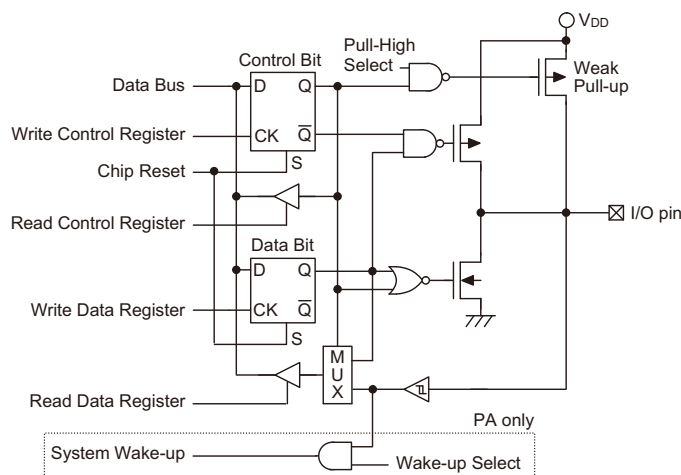 VDD
Control Bit
Pull-High
Select
Weak
Pull-up
Data Bus
D
Q
Write Control Register
CK
Q
S
Chip Reset
Read Control Register
I/O pin
Data Bit
D
Q
Write Data Register
CK
Q
S
M
U
X
Read Data Register
PA only
System Wake-up
Wake-up Select